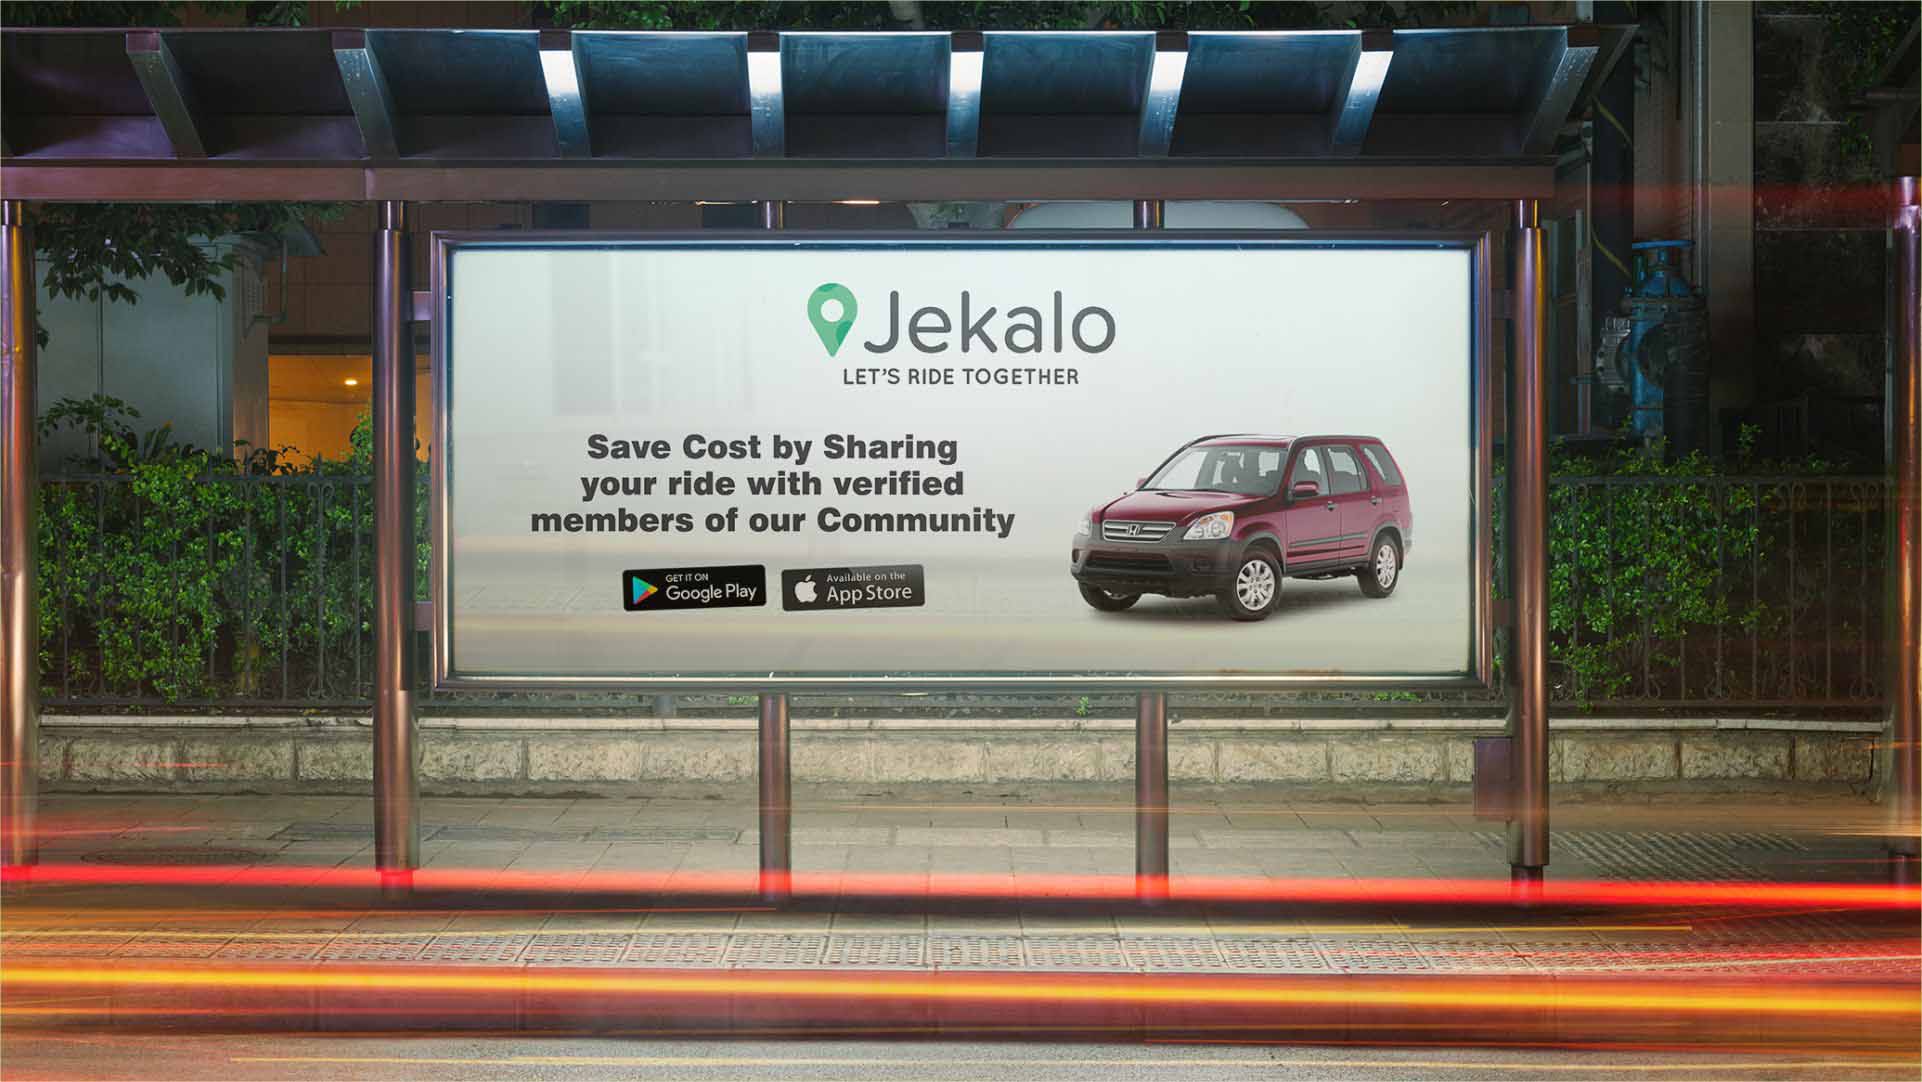 Jekalo
LET'S RIDE TOGETHER
Save Cost by Sharing
your ride with verified
members of our Community
GET IT ON
Google Play
Available on the
App Store